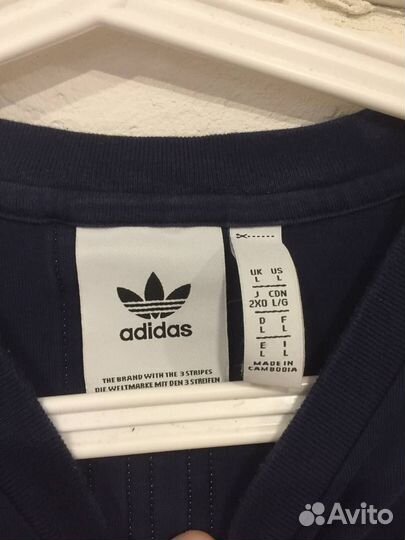 adidas
THE BRAND WITH THE 3 STRIPES
DIE WELTMARKE MIT DEN 3 STREIFEN
UK US
L L
J CDN
2XO L/G
D F
L L
E I
L L
MADE IN
CAMBODIA
Avito